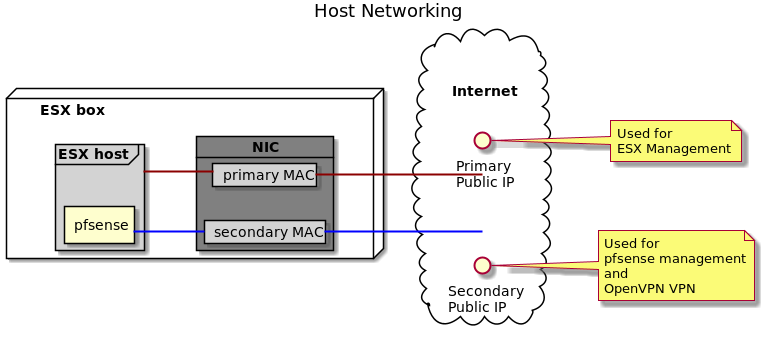 Host Networking
ESX box
Internet
ESX host
NIC
Used for
ESX Management
primary MAC
Primary
Public IP
pfsense
secondary MAC
Used for
pfsense management
and
OpenVPN VPN
Secondary
Public IP